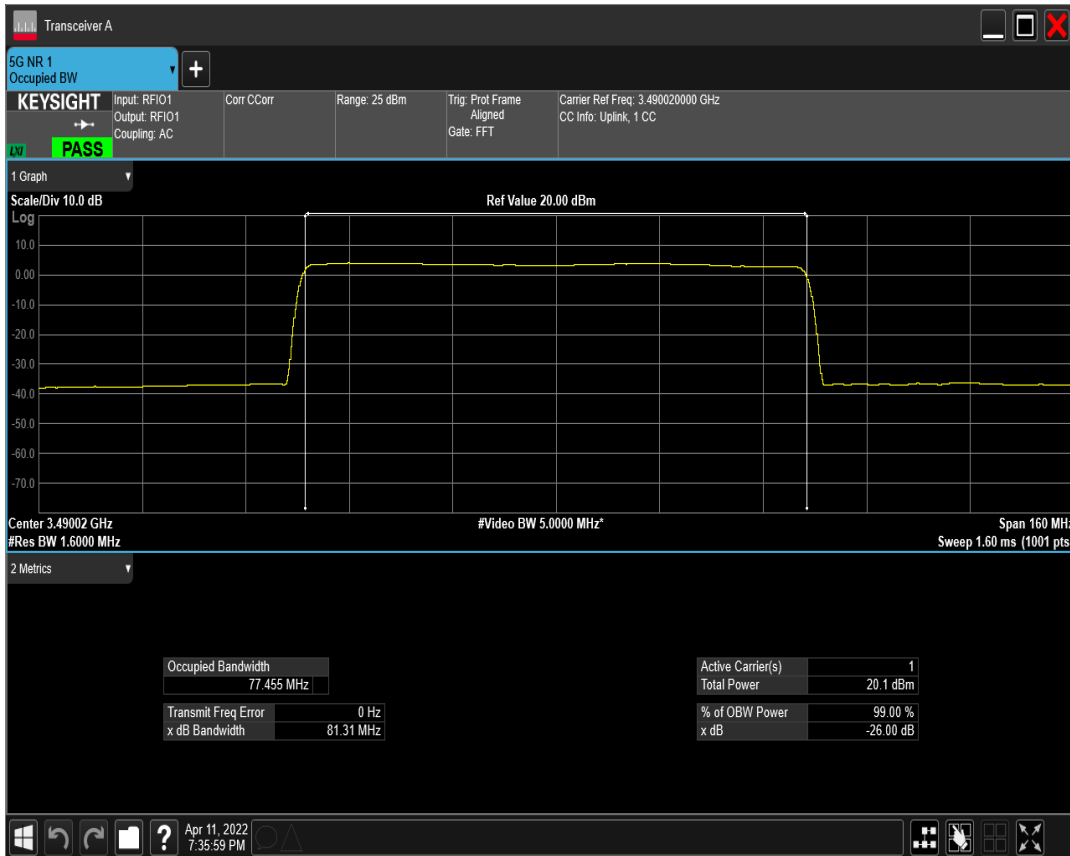 Transceiver A
5G NR 1
Occupied BW
+
KEYSIGHT
LXI
PASS
Input: RFIO1
Output: RFIO1
Coupling: AC
Corr CCorr
Range: 25 dBm
Trig: Prot Frame
Aligned
Gate: FFT
Carrier Ref Freq: 3.490020000 GHz
CC Info: Uplink, 1 CC
1 Graph
Scale/Div 10.0 dB
Ref Value 20.00 dBm
Log
10.0
0.00
-10.0
-20.0
-30.0
-40.0
-50.0
-60.0
-70.0
Center 3.49002 GHz
#Video BW 5.0000 MHz*
Span 160 MHz
#Res BW 1.6000 MHz
Sweep 1.60 ms (1001 pts
2 Metrics
Occupied Bandwidth
77.455 MHz
Transmit Freq Error 0 Hz
x dB Bandwidth 81.31 MHz
Active Carrier(s) 1
Total Power 20.1 dBm
% of OBW Power 99.00 %
x dB -26.00 dB
?
Apr 11, 2022
7:35:59 PM